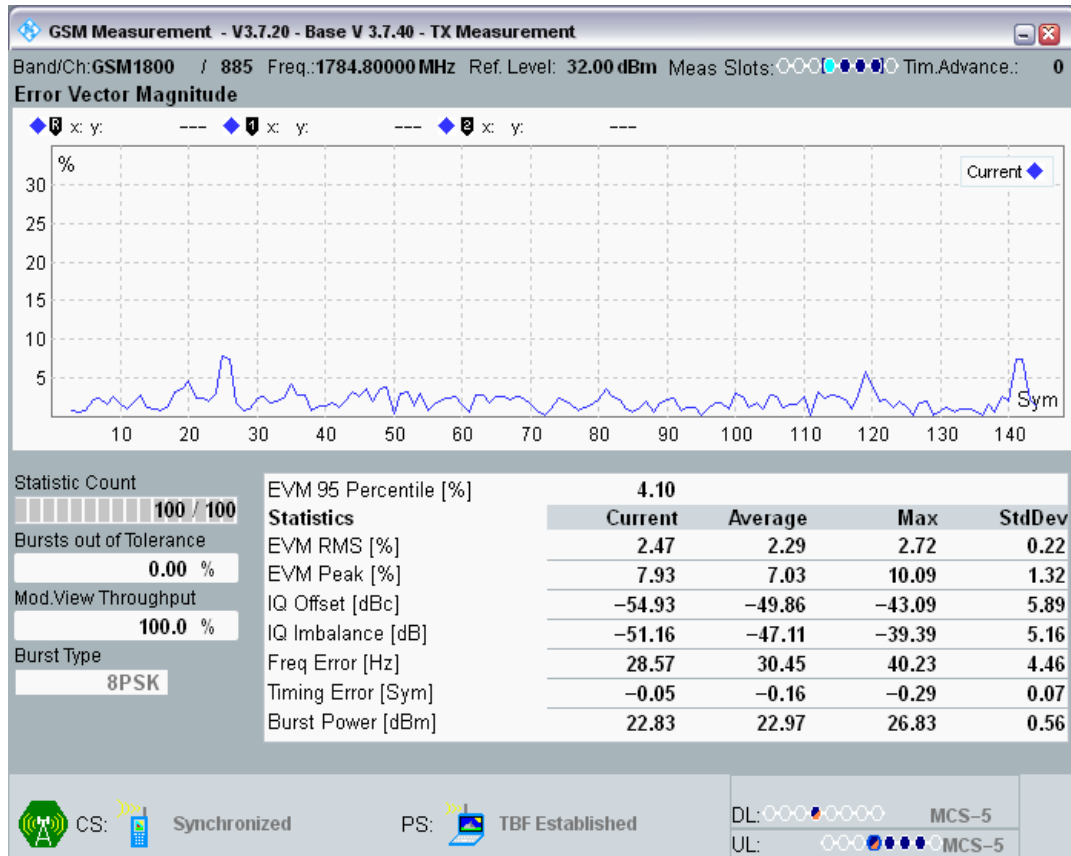 GSM Measurement - V3.7.20 - Base V 3.7.40 - TX Measurement
Band/Ch:GSM1800 / 885 Freq.:1784.80000 MHz Ref. Level: 32.00 dBm Meas Slots: Tim.Advance.: 0
Error Vector Magnitude
R x: y: --- 1 x: y: --- 2 x: y: ---
%
Current
30
25
20
15
10
5
Sym
10 20 30 40 50 60 70 80 90 100 110 120 130 140
Statistic Count
100 / 100
Bursts out of Tolerance
0.00 %
Mod.View Throughput
100.0 %
Burst Type
8PSK
EVM 95 Percentile [%] 4.10
Statistics Current Average Max StdDev
EVM RMS [%] 2.47 2.29 2.72 0.22
EVM Peak [%] 7.93 7.03 10.09 1.32
IQ Offset [dBc] −54.93 −49.86 −43.09 5.89
IQ Imbalance [dB] −51.16 −47.11 −39.39 5.16
Freq Error [Hz] 28.57 30.45 40.23 4.46
Timing Error [Sym] −0.05 −0.16 −0.29 0.07
Burst Power [dBm] 22.83 22.97 26.83 0.56
CS: Synchronized PS: TBF Established
DL: MCS−5
UL: MCS−5